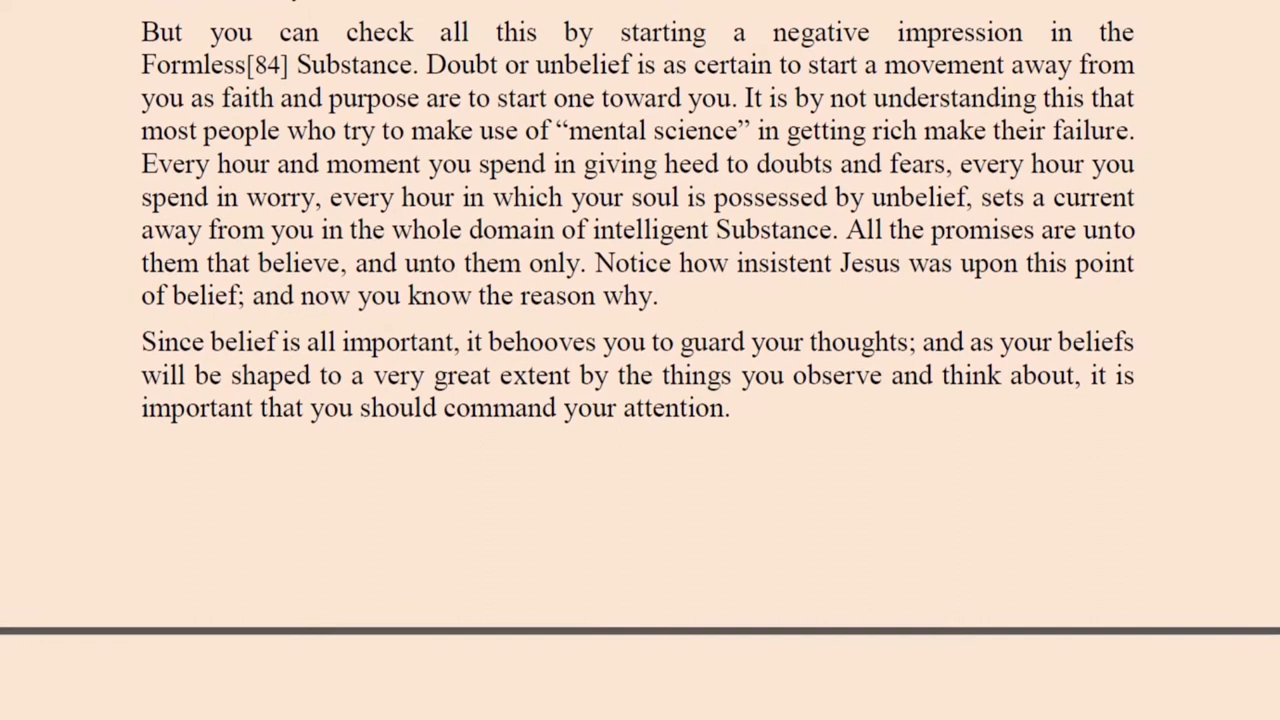 But you can check all this by starting a negative impression in the
Formless[84] Substance. Doubt or unbelief is as certain to start a movement away from
you as faith and purpose are to start one toward you. It is by not understanding this that
most people who try to make use of “mental science” in getting rich make their failure.
Every hour and moment you spend in giving heed to doubts and fears, every hour you
spend in worry, every hour in which your soul is possessed by unbelief, sets a current
away from you in the whole domain of intelligent Substance. All the promises are unto
them that believe, and unto them only. Notice how insistent Jesus was upon this point
of belief; and now you know the reason why.
Since belief is all important, it behooves you to guard your thoughts; and as your beliefs
will be shaped to a very great extent by the things you observe and think about, it is
important that you should command your attention.